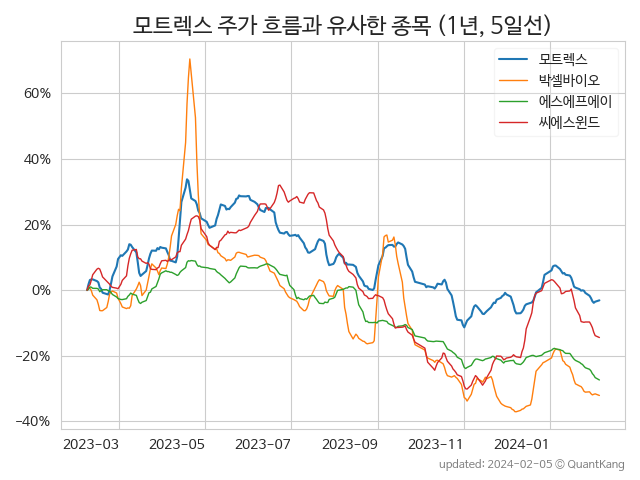 모트렉스 주가 흐름과 유사한 종목 (1년, 5일선)
모트렉스
박셀바이오
에스에프에이
씨에스윈드
60%
40%
20%
0%
−20%
−40%
2023-03 2023-05 2023-07 2023-09 2023-11 2024-01
updated: 2024-02-05 © QuantKang